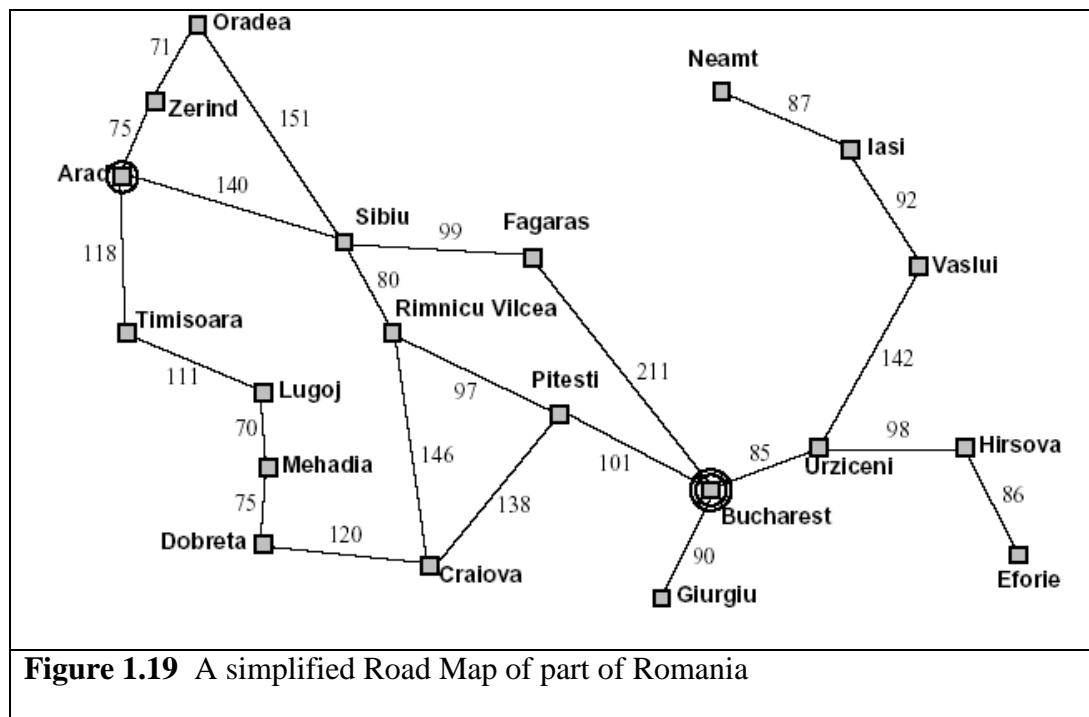 Oradea
71
Neamt
87
Zerind
151
75
Iasi
Arad
140
92
Sibiu
Fagaras
99
118
Vaslui
80
Timisoara
Rimnicu Vilcea
142
111
Lugoj
97
Pitesti
211
70
98
Hirsova
Mehadia
146
101
85
Urziceni
75
138
86
Bucharest
Dobreta
120
90
Craiova
Eforie
Giurgiu
Figure 1.19 A simplified Road Map of part of Romania